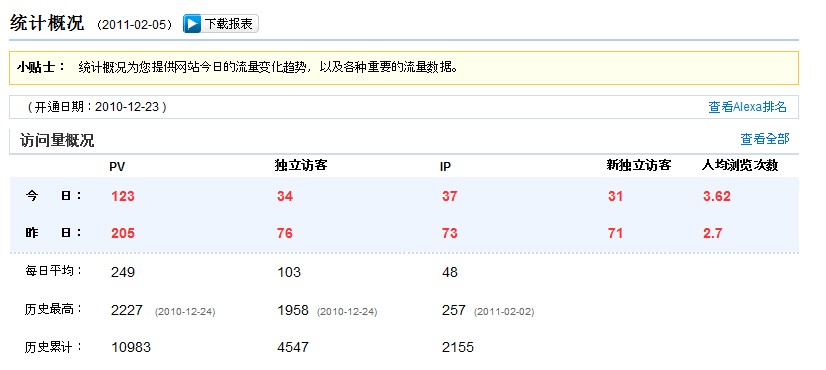 统计概况 （2011-02-05） 下载报表
小贴士： 统计概况为您提供网站今日的流量变化趋势，以及各种重要的流量数据。
（开通日期：2010-12-23） 查看Alexa排名
访问量概况 查看全部
PV 独立访客 IP 新独立访客 人均浏览次数
今 日： 123 34 37 31 3.62
昨 日： 205 76 73 71 2.7
每日平均： 249 103 48
历史最高： 2227 (2010-12-24) 1958 (2010-12-24) 257 (2011-02-02)
历史累计： 10983 4547 2155